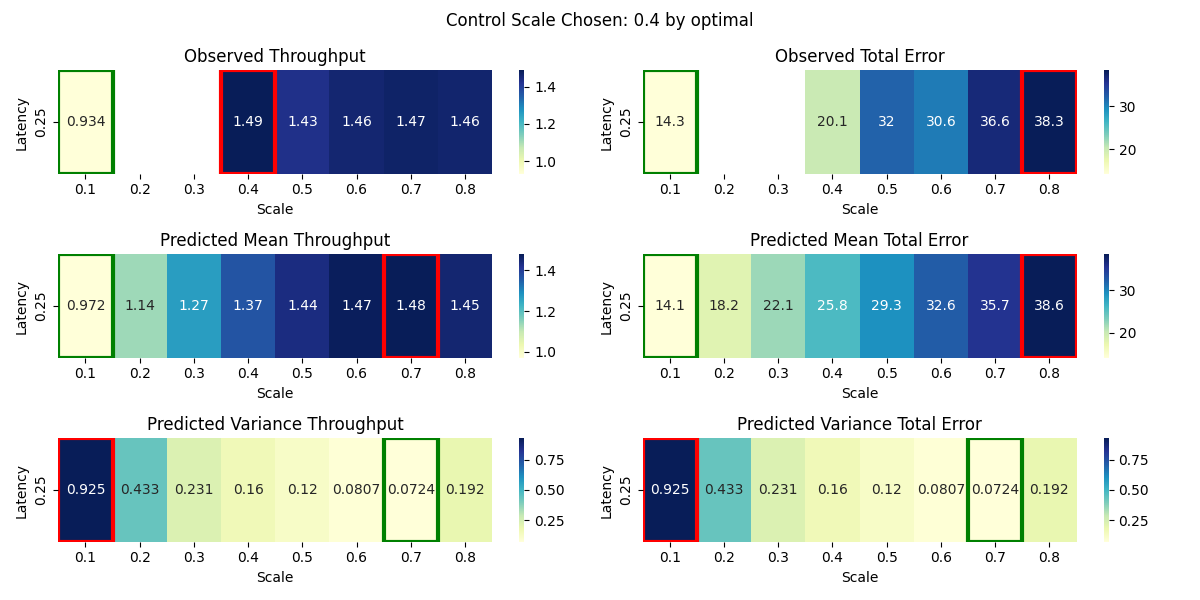 Control Scale Chosen: 0.4 by optimal
Observed Throughput
Latency
0.25
0.934 1.49 1.43 1.46 1.47 1.46
0.1 0.2 0.3 0.4 0.5 0.6 0.7 0.8
Scale
1.4
1.2
1.0
Observed Total Error
Latency
0.25
14.3 20.1 32 30.6 36.6 38.3
0.1 0.2 0.3 0.4 0.5 0.6 0.7 0.8
Scale
30
20
Predicted Mean Throughput
Latency
0.25
0.972 1.14 1.27 1.37 1.44 1.47 1.48 1.45
0.1 0.2 0.3 0.4 0.5 0.6 0.7 0.8
Scale
1.4
1.2
1.0
Predicted Mean Total Error
Latency
0.25
14.1 18.2 22.1 25.8 29.3 32.6 35.7 38.6
0.1 0.2 0.3 0.4 0.5 0.6 0.7 0.8
Scale
30
20
Predicted Variance Throughput
Latency
0.25
0.925 0.433 0.231 0.16 0.12 0.0807 0.0724 0.192
0.1 0.2 0.3 0.4 0.5 0.6 0.7 0.8
Scale
0.75
0.50
0.25
Predicted Variance Total Error
Latency
0.25
0.925 0.433 0.231 0.16 0.12 0.0807 0.0724 0.192
0.1 0.2 0.3 0.4 0.5 0.6 0.7 0.8
Scale
0.75
0.50
0.25